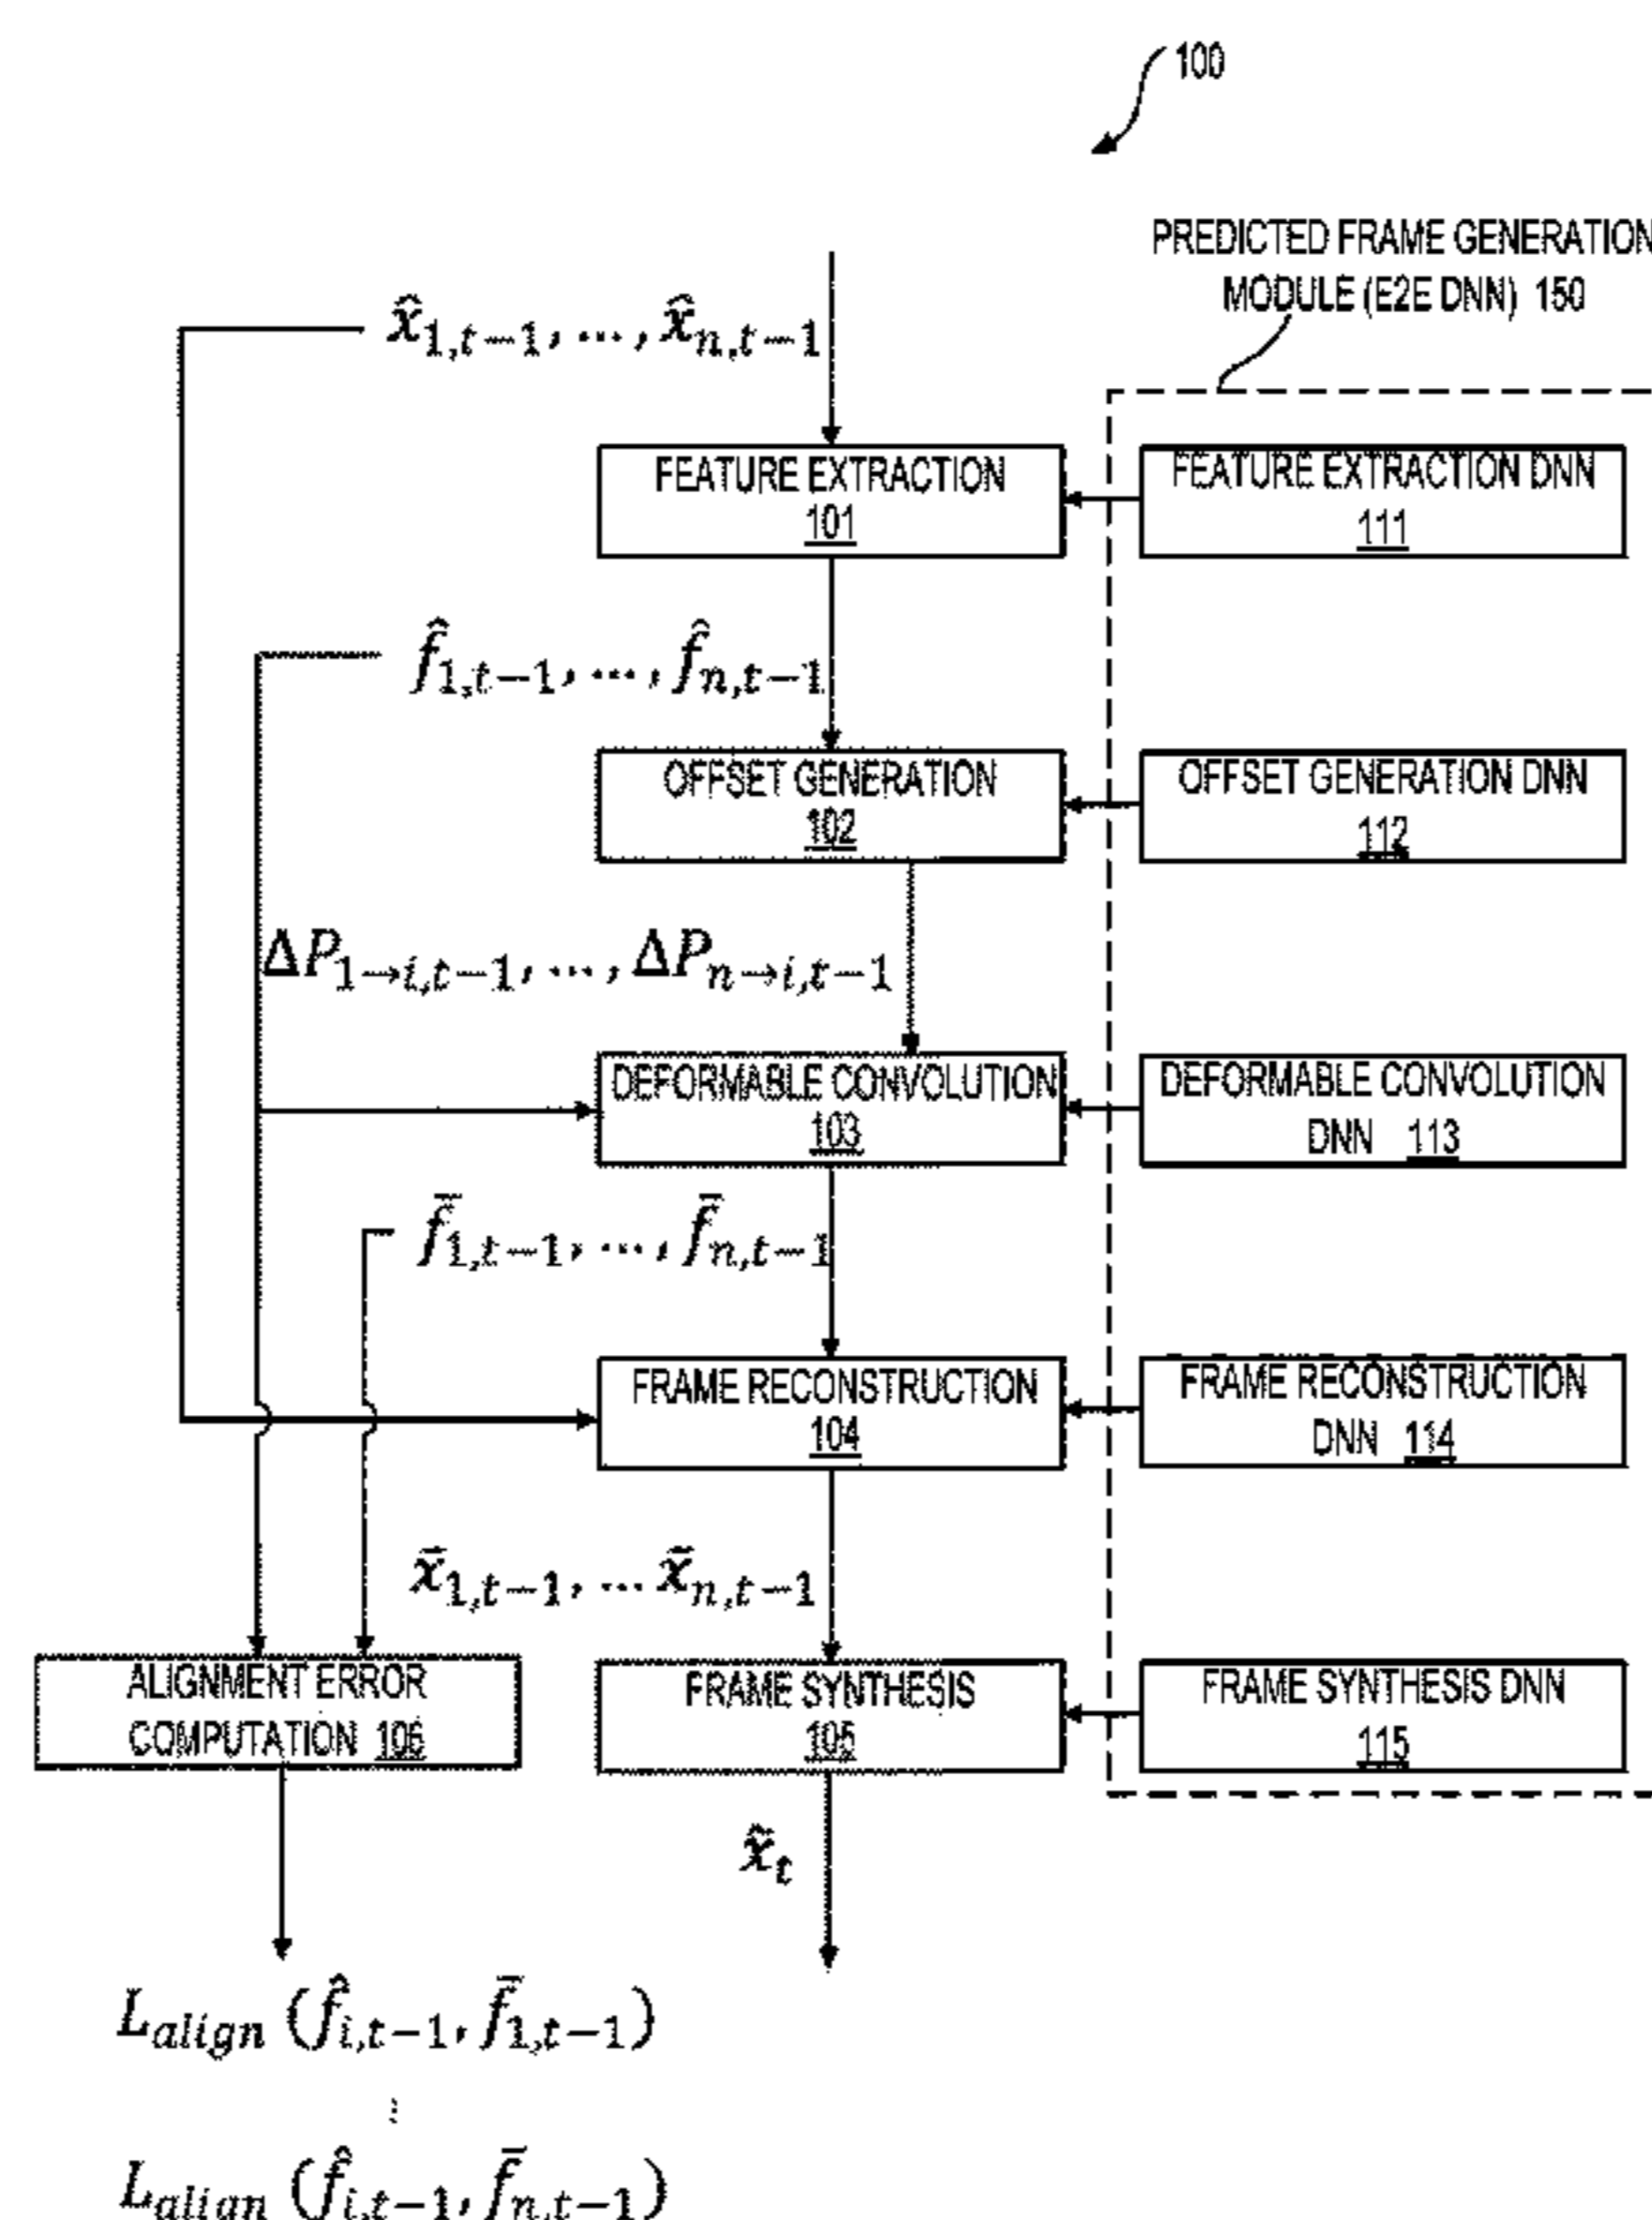 100
PREDICTED FRAME GENERATION
MODULE (E2E DNN) 150
x̂1,t−1, …, x̂n,t−1
FEATURE EXTRACTION
101
FEATURE EXTRACTION DNN
111
f̂1,t−1, …, f̂n,t−1
OFFSET GENERATION
102
OFFSET GENERATION DNN
112
ΔP1→i,t−1, …, ΔPn→i,t−1
DEFORMABLE CONVOLUTION
103
DEFORMABLE CONVOLUTION
DNN 113
f̄1,t−1, …, f̄n,t−1
FRAME RECONSTRUCTION
104
FRAME RECONSTRUCTION
DNN 114
x̄1,t−1, … x̄n,t−1
ALIGNMENT ERROR
COMPUTATION 106
FRAME SYNTHESIS
105
FRAME SYNTHESIS DNN
115
x̃t
Lalign (f̂i,t−1, f̄1,t−1)
⋮
Lalign (f̂i,t−1, f̄n,t−1)